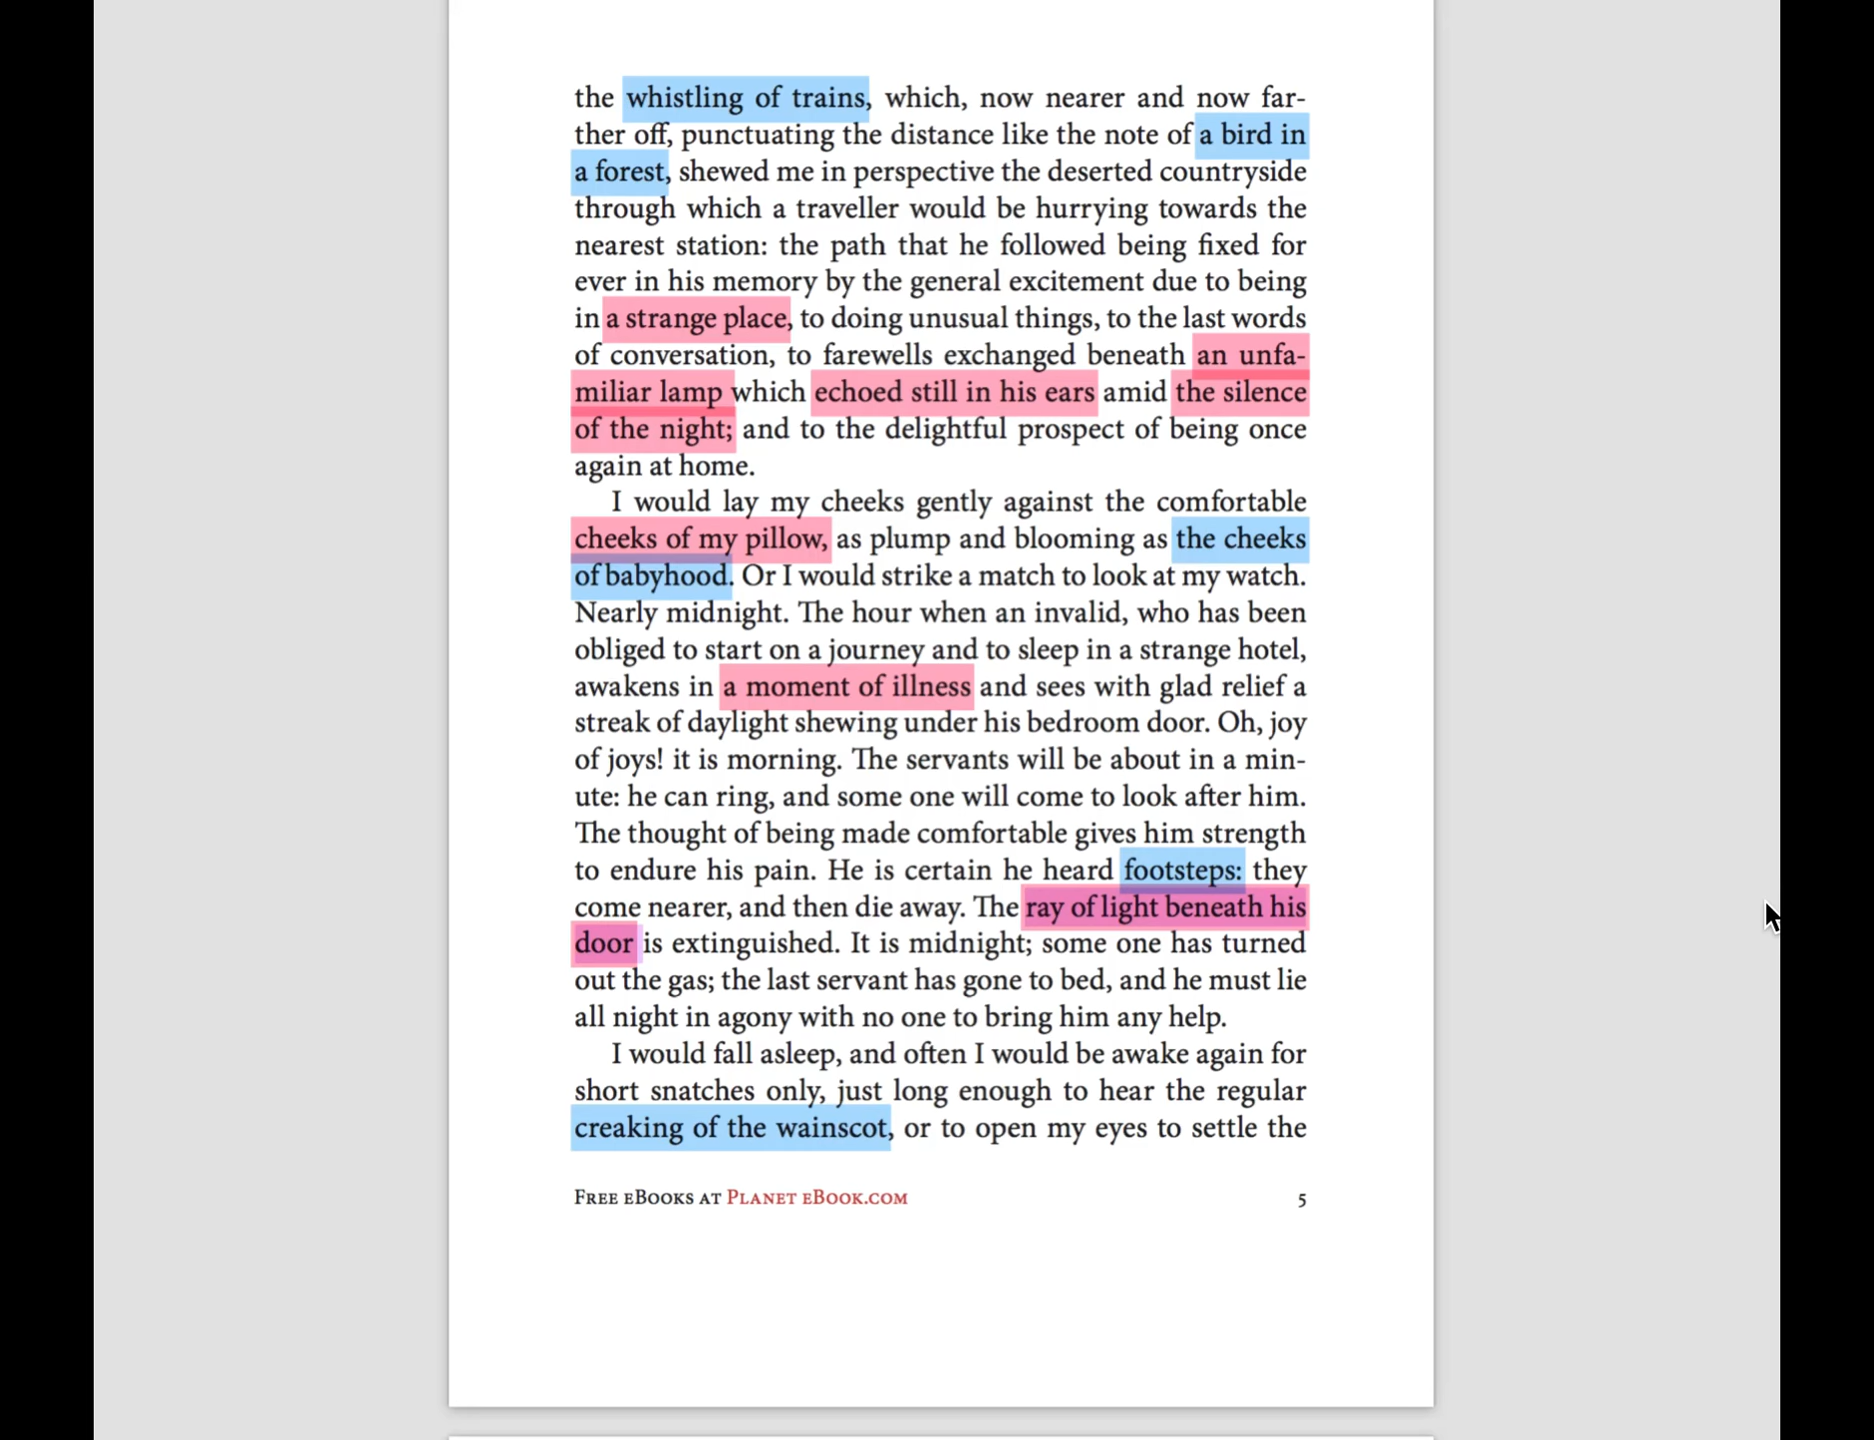 the whistling of trains, which, now nearer and now far-
ther off, punctuating the distance like the note of a bird in
a forest, shewed me in perspective the deserted countryside
through which a traveller would be hurrying towards the
nearest station: the path that he followed being fixed for
ever in his memory by the general excitement due to being
in a strange place, to doing unusual things, to the last words
of conversation, to farewells exchanged beneath an unfa-
miliar lamp which echoed still in his ears amid the silence
of the night; and to the delightful prospect of being once
again at home.
I would lay my cheeks gently against the comfortable
cheeks of my pillow, as plump and blooming as the cheeks
of babyhood. Or I would strike a match to look at my watch.
Nearly midnight. The hour when an invalid, who has been
obliged to start on a journey and to sleep in a strange hotel,
awakens in a moment of illness and sees with glad relief a
streak of daylight shewing under his bedroom door. Oh, joy
of joys! it is morning. The servants will be about in a min-
ute: he can ring, and some one will come to look after him.
The thought of being made comfortable gives him strength
to endure his pain. He is certain he heard footsteps: they
come nearer, and then die away. The ray of light beneath his
door is extinguished. It is midnight; some one has turned
out the gas; the last servant has gone to bed, and he must lie
all night in agony with no one to bring him any help.
I would fall asleep, and often I would be awake again for
short snatches only, just long enough to hear the regular
creaking of the wainscot, or to open my eyes to settle the
Free eBooks at Planet eBook.com 5